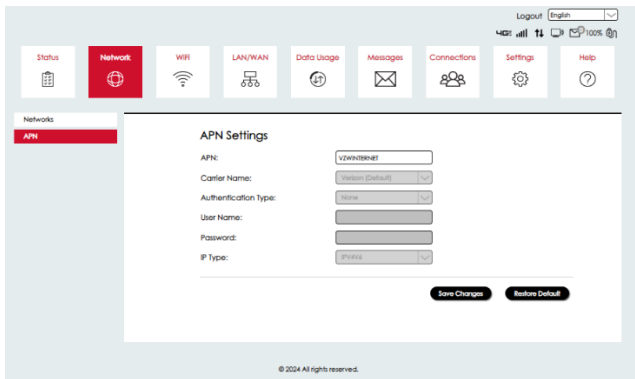 Logout English
4G 100%
Status Network WiFi LAN/WAN Data Usage Messages Connections Settings Help
Networks
APN
APN Settings
APN: VZWINTERNET
Carrier Name: Verizon (Default)
Authentication Type: None
User Name:
Password:
IP Type: IPV4V6
Save Changes Restore Default
© 2024 All rights reserved.